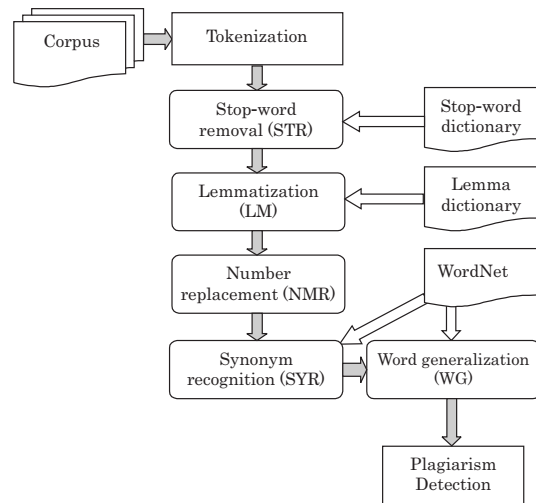 Corpus
Tokenization
Stop-word
removal (STR)
Stop-word
dictionary
Lemmatization
(LM)
Lemma
dictionary
Number
replacement (NMR)
WordNet
Synonym
recognition (SYR)
Word generalization
(WG)
Plagiarism
Detection